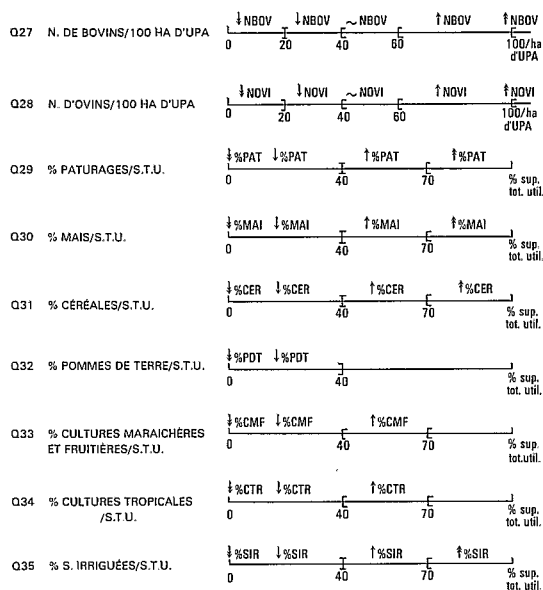 ↡NBOV ↓NBOV ~NBOV ↑NBOV ↟NBOV
Q27 N. DE BOVINS/100 HA D'UPA
0 20 40 60 100/ha
d'UPA
↡NOVI ↓NOVI ~NOVI ↑NOVI ↟NOVI
Q28 N. D'OVINS/100 HA D'UPA
0 20 40 60 100/ha
d'UPA
↡%PAT ↓%PAT ↑%PAT ↟%PAT
Q29 % PATURAGES/S.T.U.
0 40 70 % sup.
tot. util.
↡%MAI ↓%MAI ↑%MAI ↟%MAI
Q30 % MAIS/S.T.U.
0 40 70 % sup.
tot. util.
↡%CER ↓%CER ↑%CER ↟%CER
Q31 % CÉRÉALES/S.T.U.
0 40 70 % sup.
tot. util.
↡%PDT ↓%PDT
Q32 % POMMES DE TERRE/S.T.U.
0 40 % sup.
tot. util.
↡%CMF ↓%CMF ↑%CMF
Q33 % CULTURES MARAICHÈRES
ET FRUITIÈRES/S.T.U.
0 40 70 % sup.
tot.util.
↡%CTR ↓%CTR ↑%CTR
Q34 % CULTURES TROPICALES
/S.T.U.
0 40 70 % sup.
tot. util.
↡%SIR ↓%SIR ↑%SIR ↟%SIR
Q35 % S. IRRIGUÉES/S.T.U.
0 40 70 % sup.
tot. util.